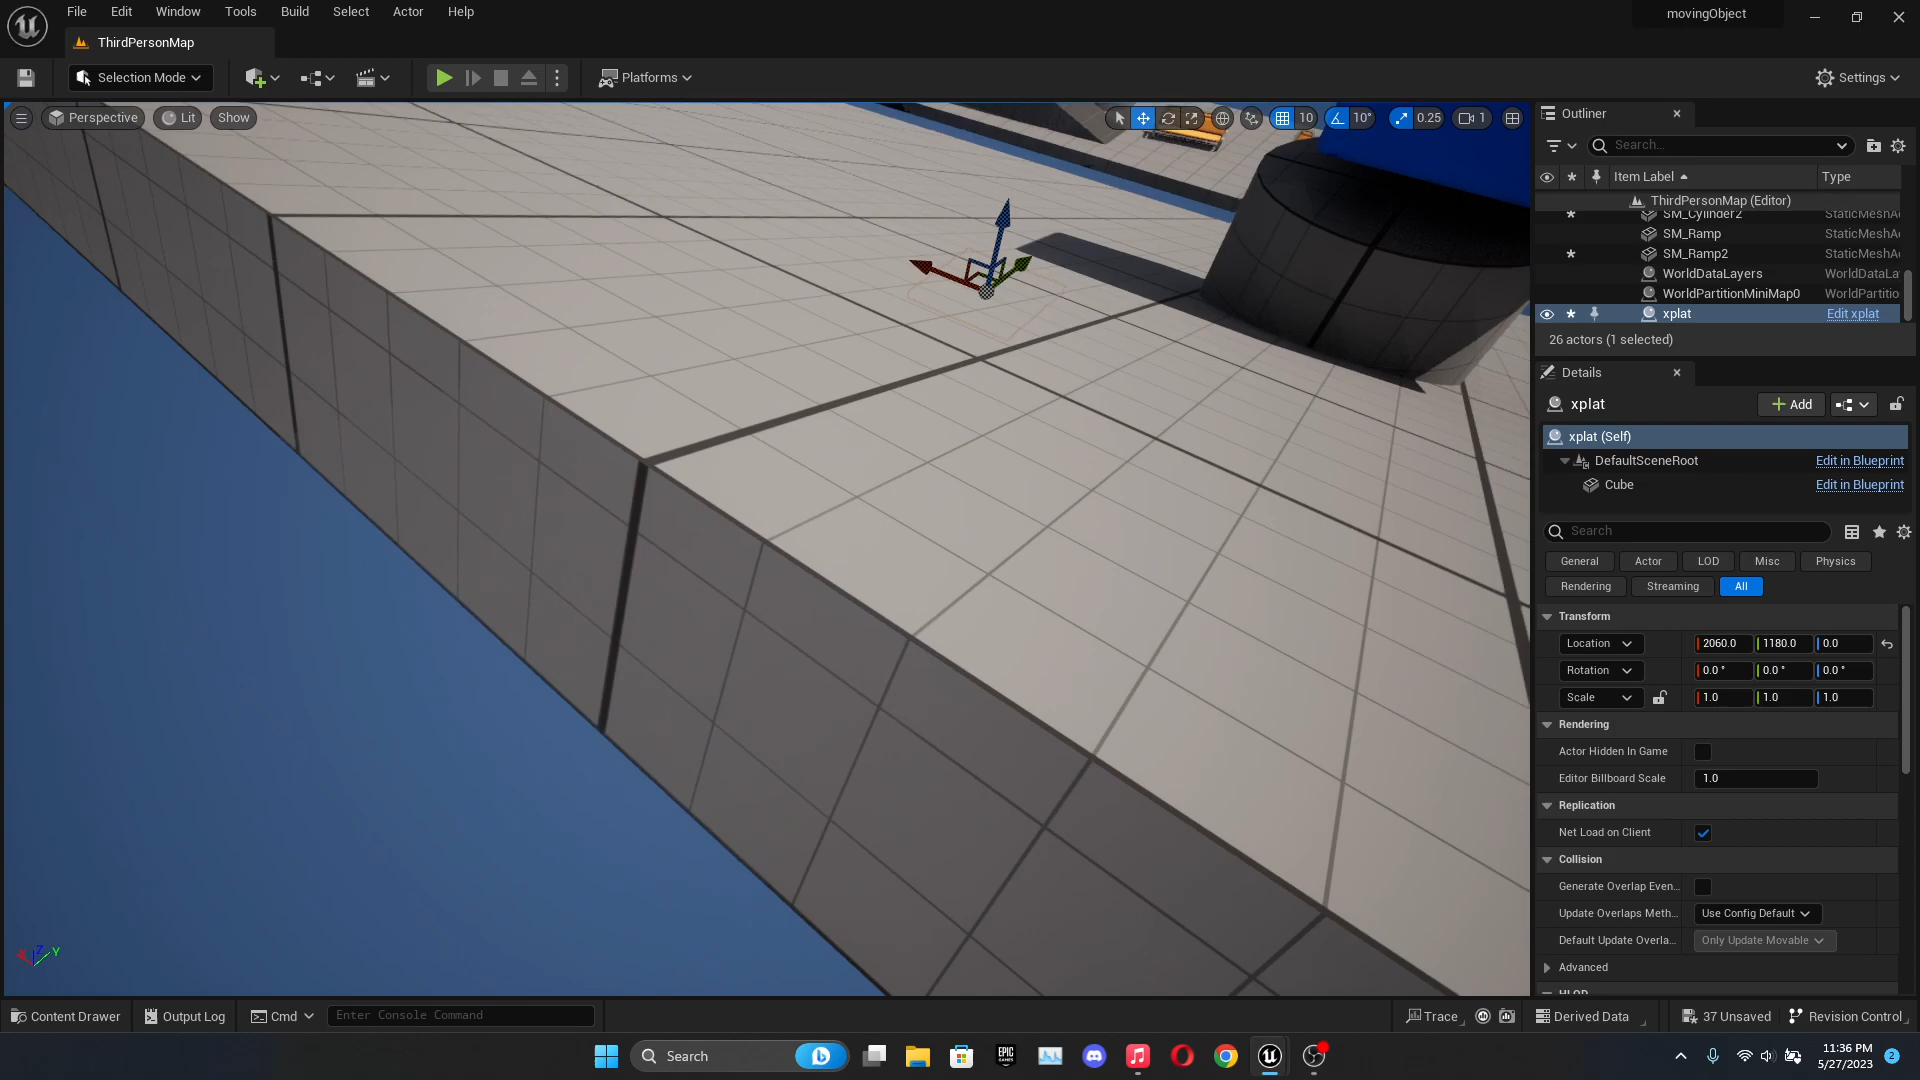 File Edit Window Tools Build Select Actor Help
movingObject
ThirdPersonMap
Selection Mode
Platforms
Settings
Perspective Lit Show
10 10° 0.25 1
Outliner
Search...
Item Label Type
ThirdPersonMap (Editor)
SM_Cylinder2 StaticMeshA
SM_Ramp StaticMeshA
SM_Ramp2 StaticMeshA
WorldDataLayers WorldDataLa
WorldPartitionMiniMap0 WorldPartitio
xplat Edit xplat
26 actors (1 selected)
Details
xplat Add
xplat (Self)
DefaultSceneRoot Edit in Blueprint
Cube Edit in Blueprint
Search
General Actor LOD Misc Physics
Rendering Streaming All
Transform
Location 2060.0 1180.0 0.0
Rotation 0.0 ° 0.0 ° 0.0 °
Scale 1.0 1.0 1.0
Rendering
Actor Hidden In Game
Editor Billboard Scale 1.0
Replication
Net Load on Client
Collision
Generate Overlap Even...
Update Overlaps Meth... Use Config Default
Default Update Overla... Only Update Movable
Advanced
HLOD
X Z Y
Content Drawer Output Log Cmd Enter Console Command Trace Derived Data 37 Unsaved Revision Control
Search
EPIC GAMES
11:36 PM
5/27/2023
2